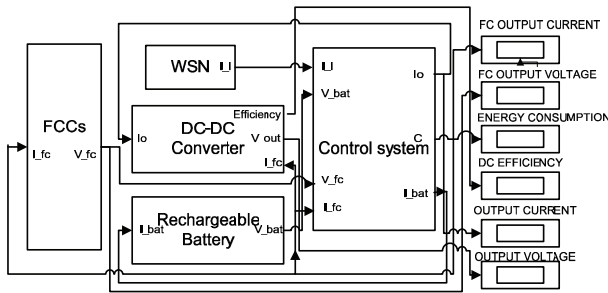 FCCs
I_fc
V_fc
WSN
I_l
DC-DC
Converter
Efficiency
Io
V out
I_fc
Rechargeable
Battery
I_bat
V_bat
Control system
I_l
V_bat
V_fc
I_fc
Io
C
I_bat
FC OUTPUT CURRENT
FC OUTPUT VOLTAGE
ENERGY CONSUMPTION
DC EFFICIENCY
OUTPUT CURRENT
OUTPUT VOLTAGE